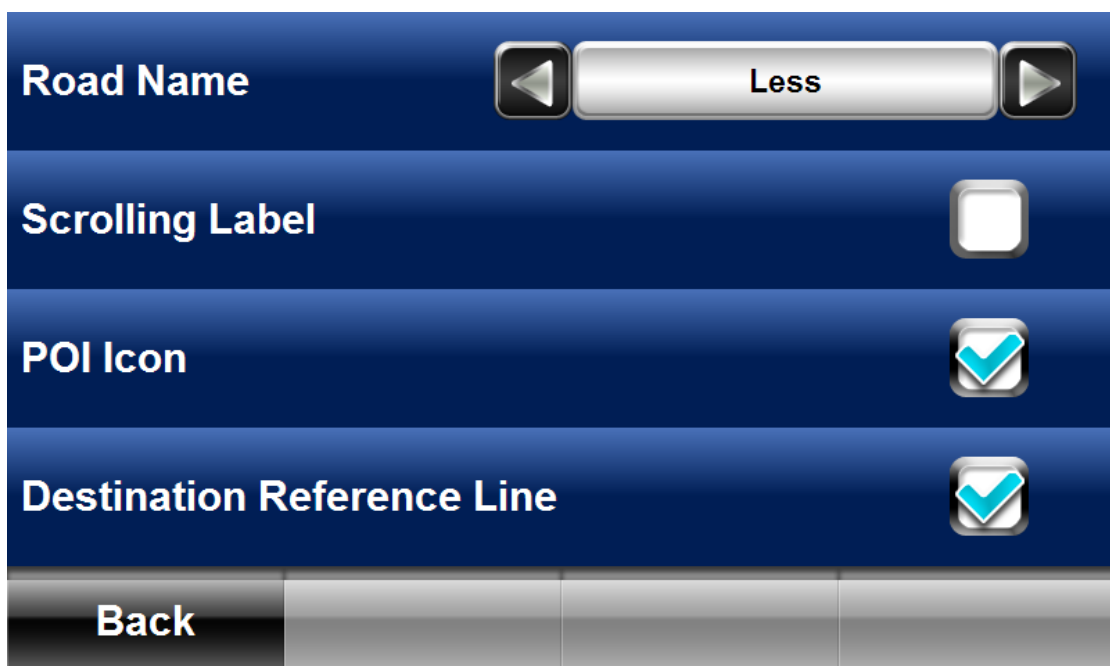 Road Name
Less
Scrolling Label
POI Icon
Destination Reference Line
Back